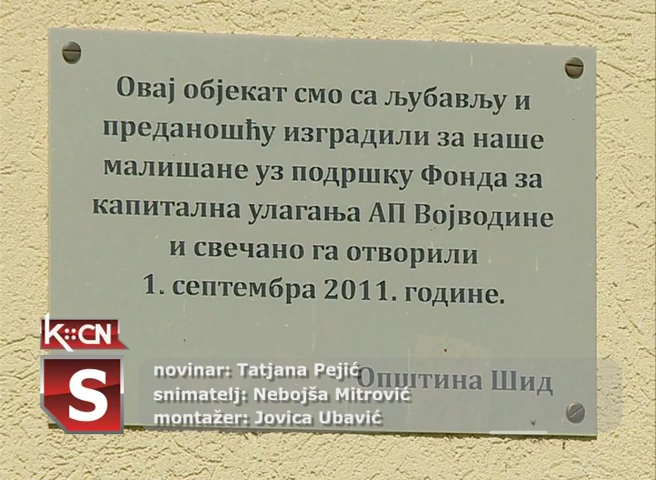 Овај објекат смо са љубављу и
преданошћу изградили за наше
малишане уз подршку Фонда за
капитална улагања АП Војводине
и свечано га отворили
1. септембра 2011. године.
Општина Шид
K::CN
S
novinar: Tatjana Pejić
snimatelj: Nebojša Mitrović
montažer: Jovica Ubavić